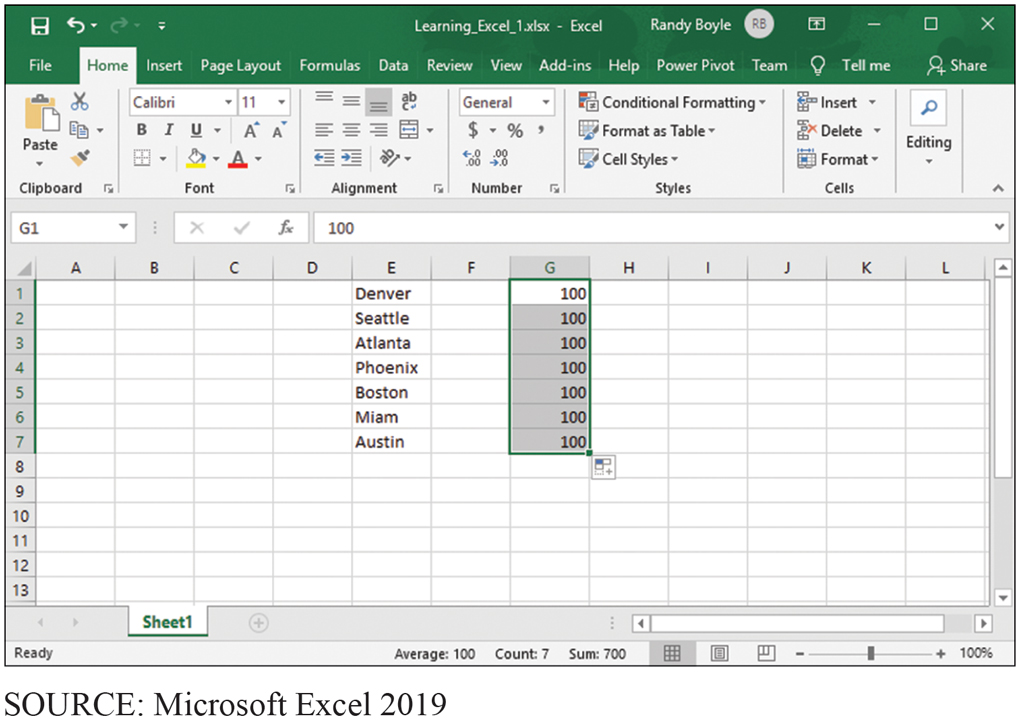 Learning_Excel_1.xlsx - Excel Randy Boyle RB
File Home Insert Page Layout Formulas Data Review View Add-ins Help Power Pivot Team Tell me Share
Calibri 11 ab General Conditional Formatting Insert
Paste B I U A A $ % , Format as Table Delete Editing
A .00 .00 Cell Styles Format
Clipboard Font Alignment Number Styles Cells
G1 fx 100
A B C D E F G H I J K L
1 Denver 100
2 Seattle 100
3 Atlanta 100
4 Phoenix 100
5 Boston 100
6 Miam 100
7 Austin 100
8
9
10
11
12
13
Sheet1
Ready Average: 100 Count: 7 Sum: 700 100%
SOURCE: Microsoft Excel 2019